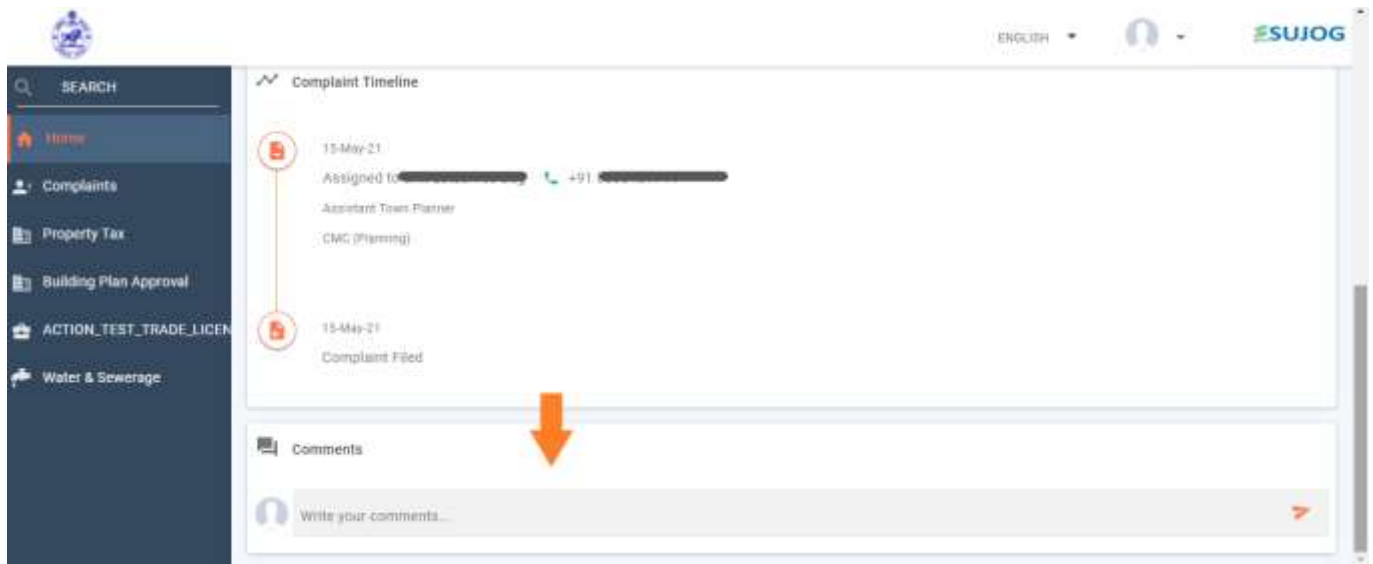 ENGLISH
ESUJOG
SEARCH
Home
Complaints
Property Tax
Building Plan Approval
ACTION_TEST_TRADE_LICEN
Water & Sewerage
Complaint Timeline
15-May-21
Assigned to
+91
Assistant Town Planner
CMC (Planning)
15-May-21
Complaint Filed
Comments
Write your comments...